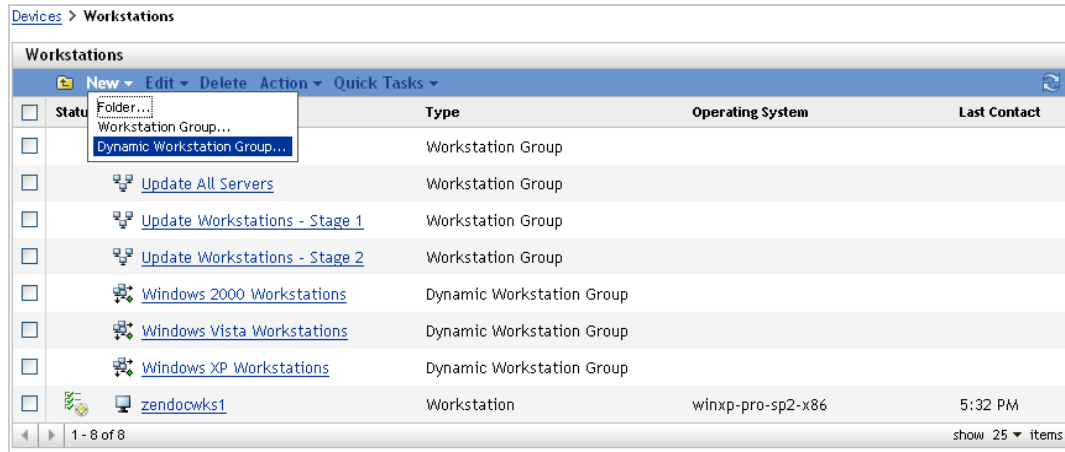 Devices > Workstations
Workstations
New Edit Delete Action Quick Tasks
Statu Type Operating System Last Contact
Folder...
Workstation Group...
Dynamic Workstation Group...
Workstation Group
Update All Servers Workstation Group
Update Workstations - Stage 1 Workstation Group
Update Workstations - Stage 2 Workstation Group
Windows 2000 Workstations Dynamic Workstation Group
Windows Vista Workstations Dynamic Workstation Group
Windows XP Workstations Dynamic Workstation Group
zendocwks1 Workstation winxp-pro-sp2-x86 5:32 PM
1 - 8 of 8 show 25 items